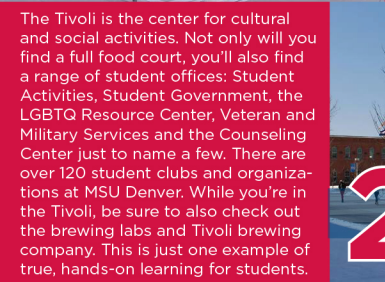 The Tivoli is the center for cultural
and social activities. Not only will you
find a full food court, you'll also find
a range of student offices: Student
Activities, Student Government, the
LGBTQ Resource Center, Veteran and
Military Services and the Counseling
Center just to name a few. There are
over 120 student clubs and organiza-
tions at MSU Denver. While you're in
the Tivoli, be sure to also check out
the brewing labs and Tivoli brewing
company. This is just one example of
true, hands-on learning for students.
2